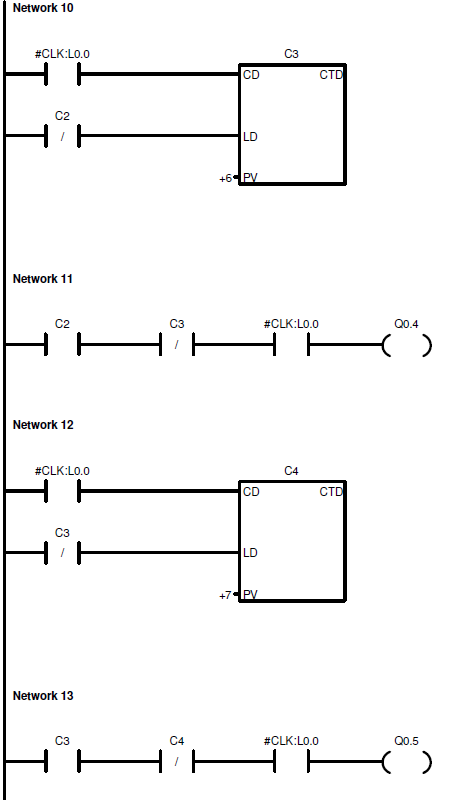 Network 10
#CLK:L0.0
C3
CD CTD
C2
/
LD
+6 PV
Network 11
C2 C3 #CLK:L0.0 Q0.4
/
Network 12
#CLK:L0.0
C4
CD CTD
C3
/
LD
+7 PV
Network 13
C3 C4 #CLK:L0.0 Q0.5
/